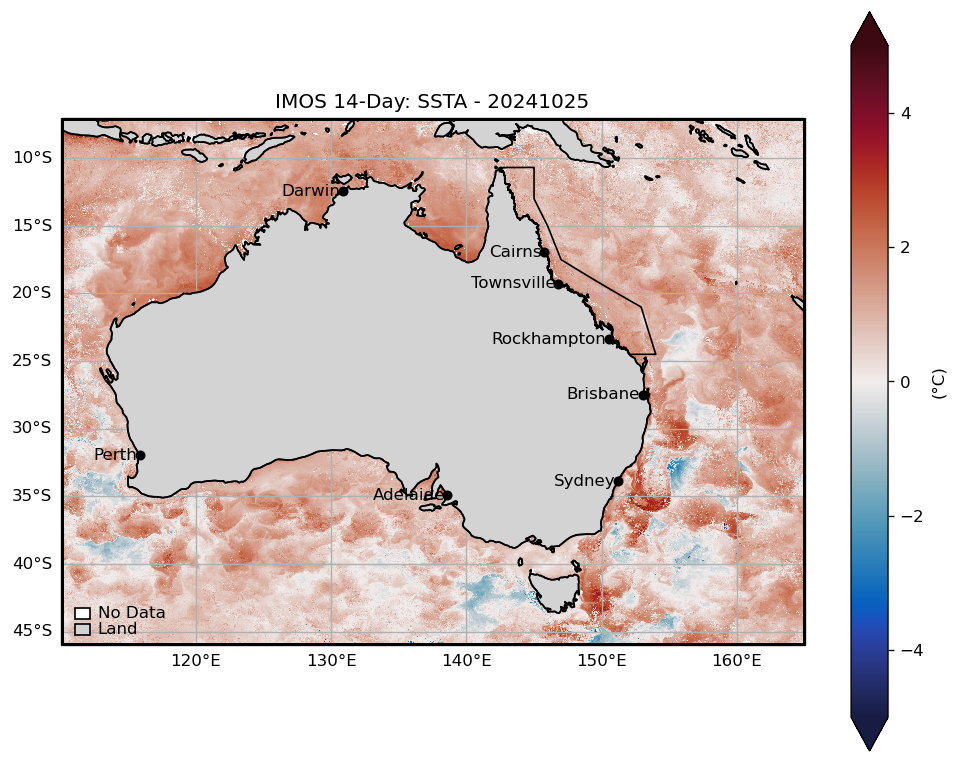 IMOS 14-Day: SSTA - 20241025
4
10°S
Darwin
15°S
2
Cairns
Townsville
20°S
Rockhampton
25°S
0
(°C)
Brisbane
30°S
Perth
Sydney
35°S
Adelaide
−2
40°S
No Data
Land
45°S
−4
120°E 130°E 140°E 150°E 160°E